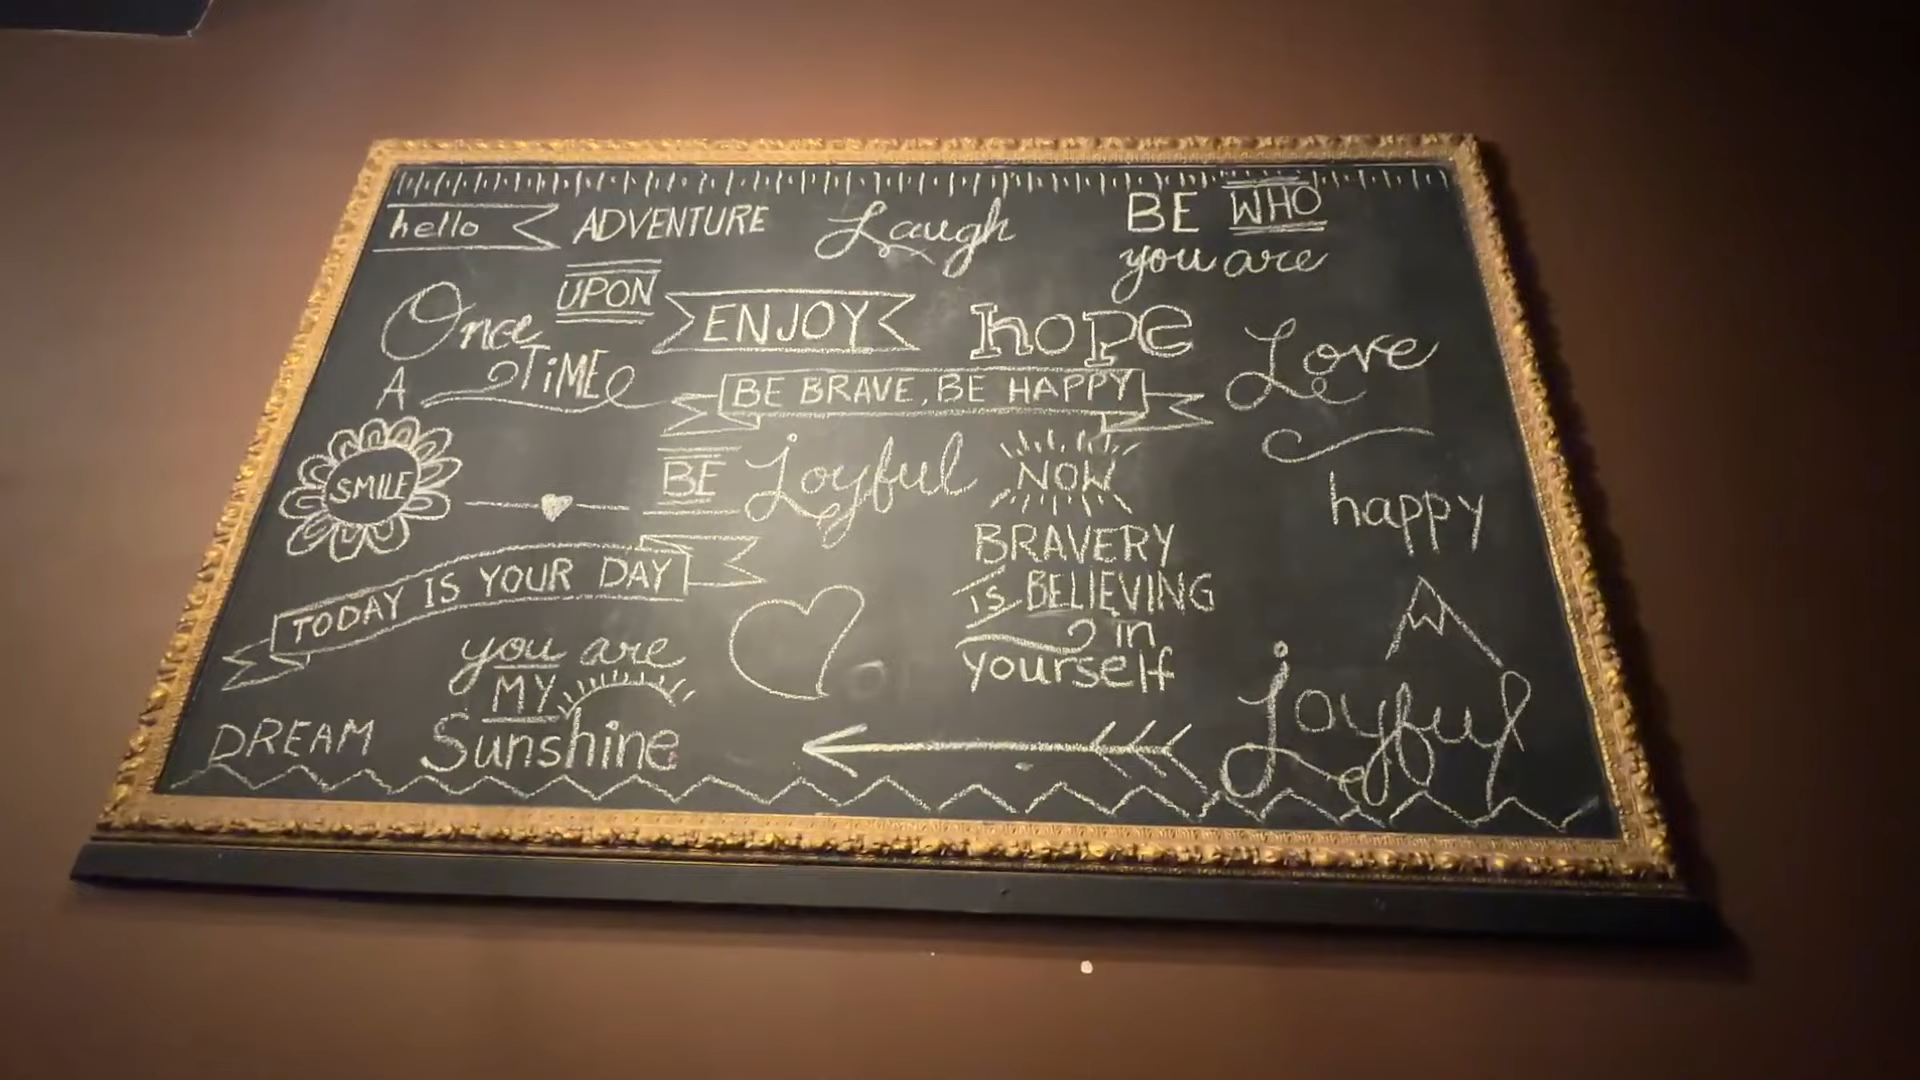 hello
ADVENTURE
Laugh
BE WHO
you are
Once
UPON
A TiME
ENJOY
hope
Love
BE BRAVE, BE HAPPY
SMILE
BE Joyful
NOW
happy
BRAVERY
is BELIEVING
in
yourself
TODAY IS YOUR DAY
you are
MY
Sunshine
DREAM
joyful